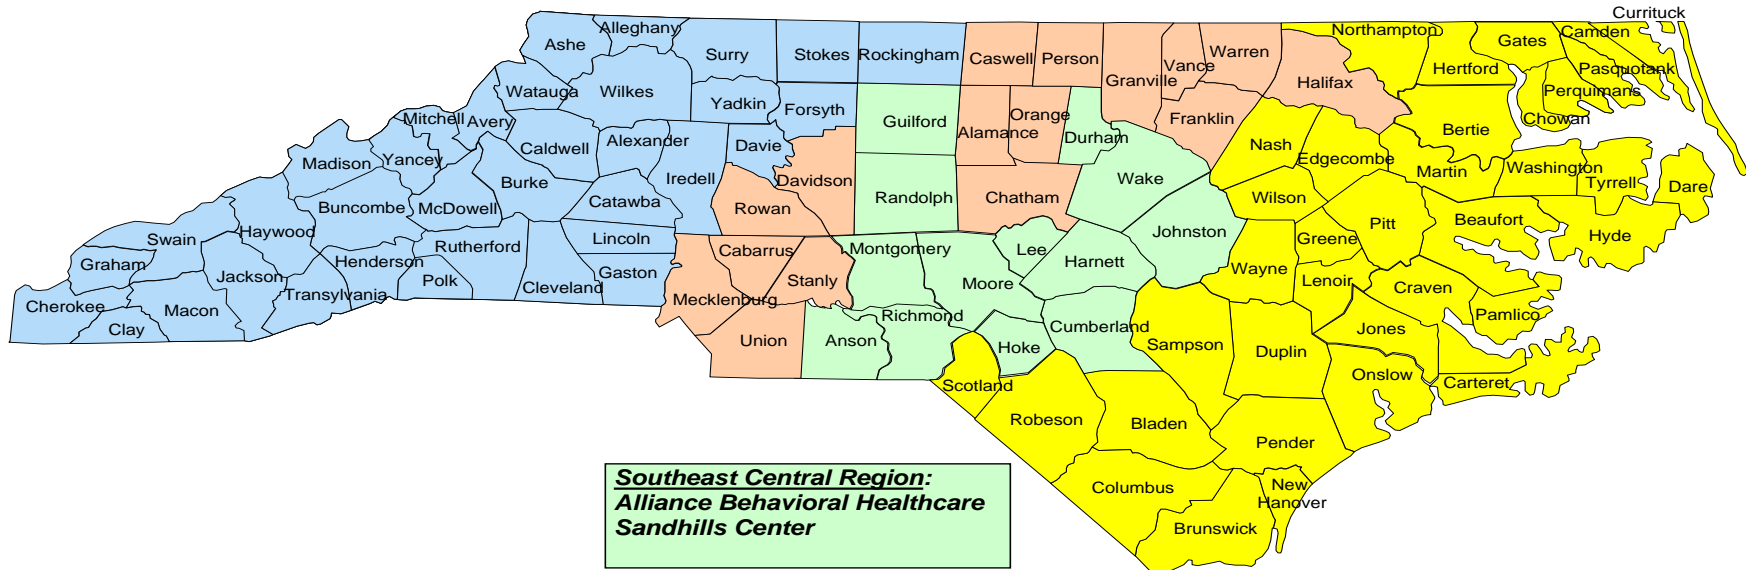 Currituck
Alleghany
Northampton
Camden
Ashe
Surry
Stokes
Rockingham
Caswell
Person
Warren
Gates
Vance
Granville
Hertford
Pasquotank
Watauga
Wilkes
Yadkin
Forsyth
Halifax
Perquimans
Mitchell
Avery
Guilford
Orange
Alamance
Durham
Franklin
Chowan
Bertie
Madison
Yancey
Caldwell
Alexander
Davie
Nash
Edgecombe
Burke
Iredell
Davidson
Wake
Martin
Washington
Tyrrell
Dare
Buncombe
McDowell
Catawba
Rowan
Randolph
Chatham
Wilson
Swain
Haywood
Rutherford
Lincoln
Cabarrus
Montgomery
Lee
Johnston
Greene
Pitt
Beaufort
Hyde
Graham
Jackson
Henderson
Polk
Gaston
Stanly
Moore
Harnett
Wayne
Lenoir
Craven
Cherokee
Macon
Transylvania
Cleveland
Mecklenburg
Clay
Union
Anson
Richmond
Hoke
Cumberland
Sampson
Duplin
Jones
Pamlico
Scotland
Onslow
Carteret
Robeson
Bladen
Pender
Columbus
New
Hanover
Brunswick
Southeast Central Region:
Alliance Behavioral Healthcare
Sandhills Center